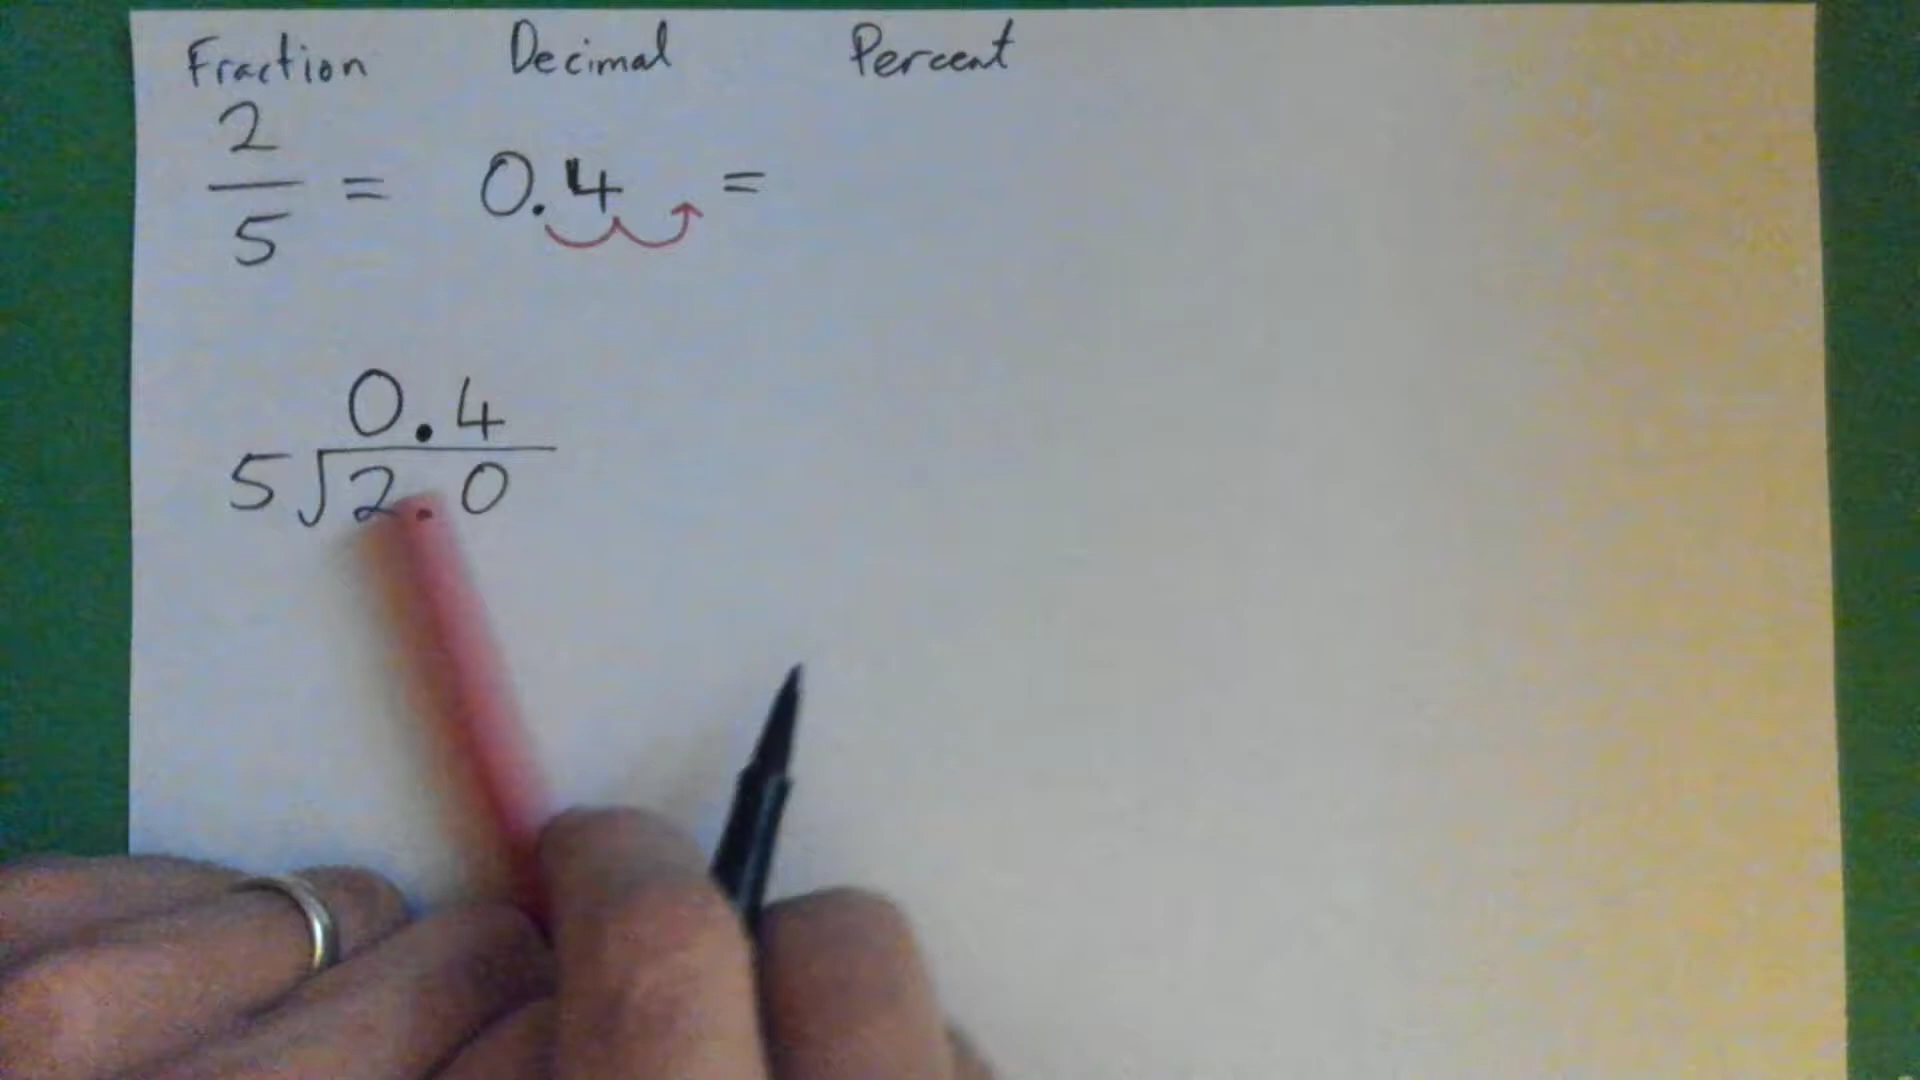 Fraction Decimal Percent
2
— = 0.4 =
5
0.4
5√2.0